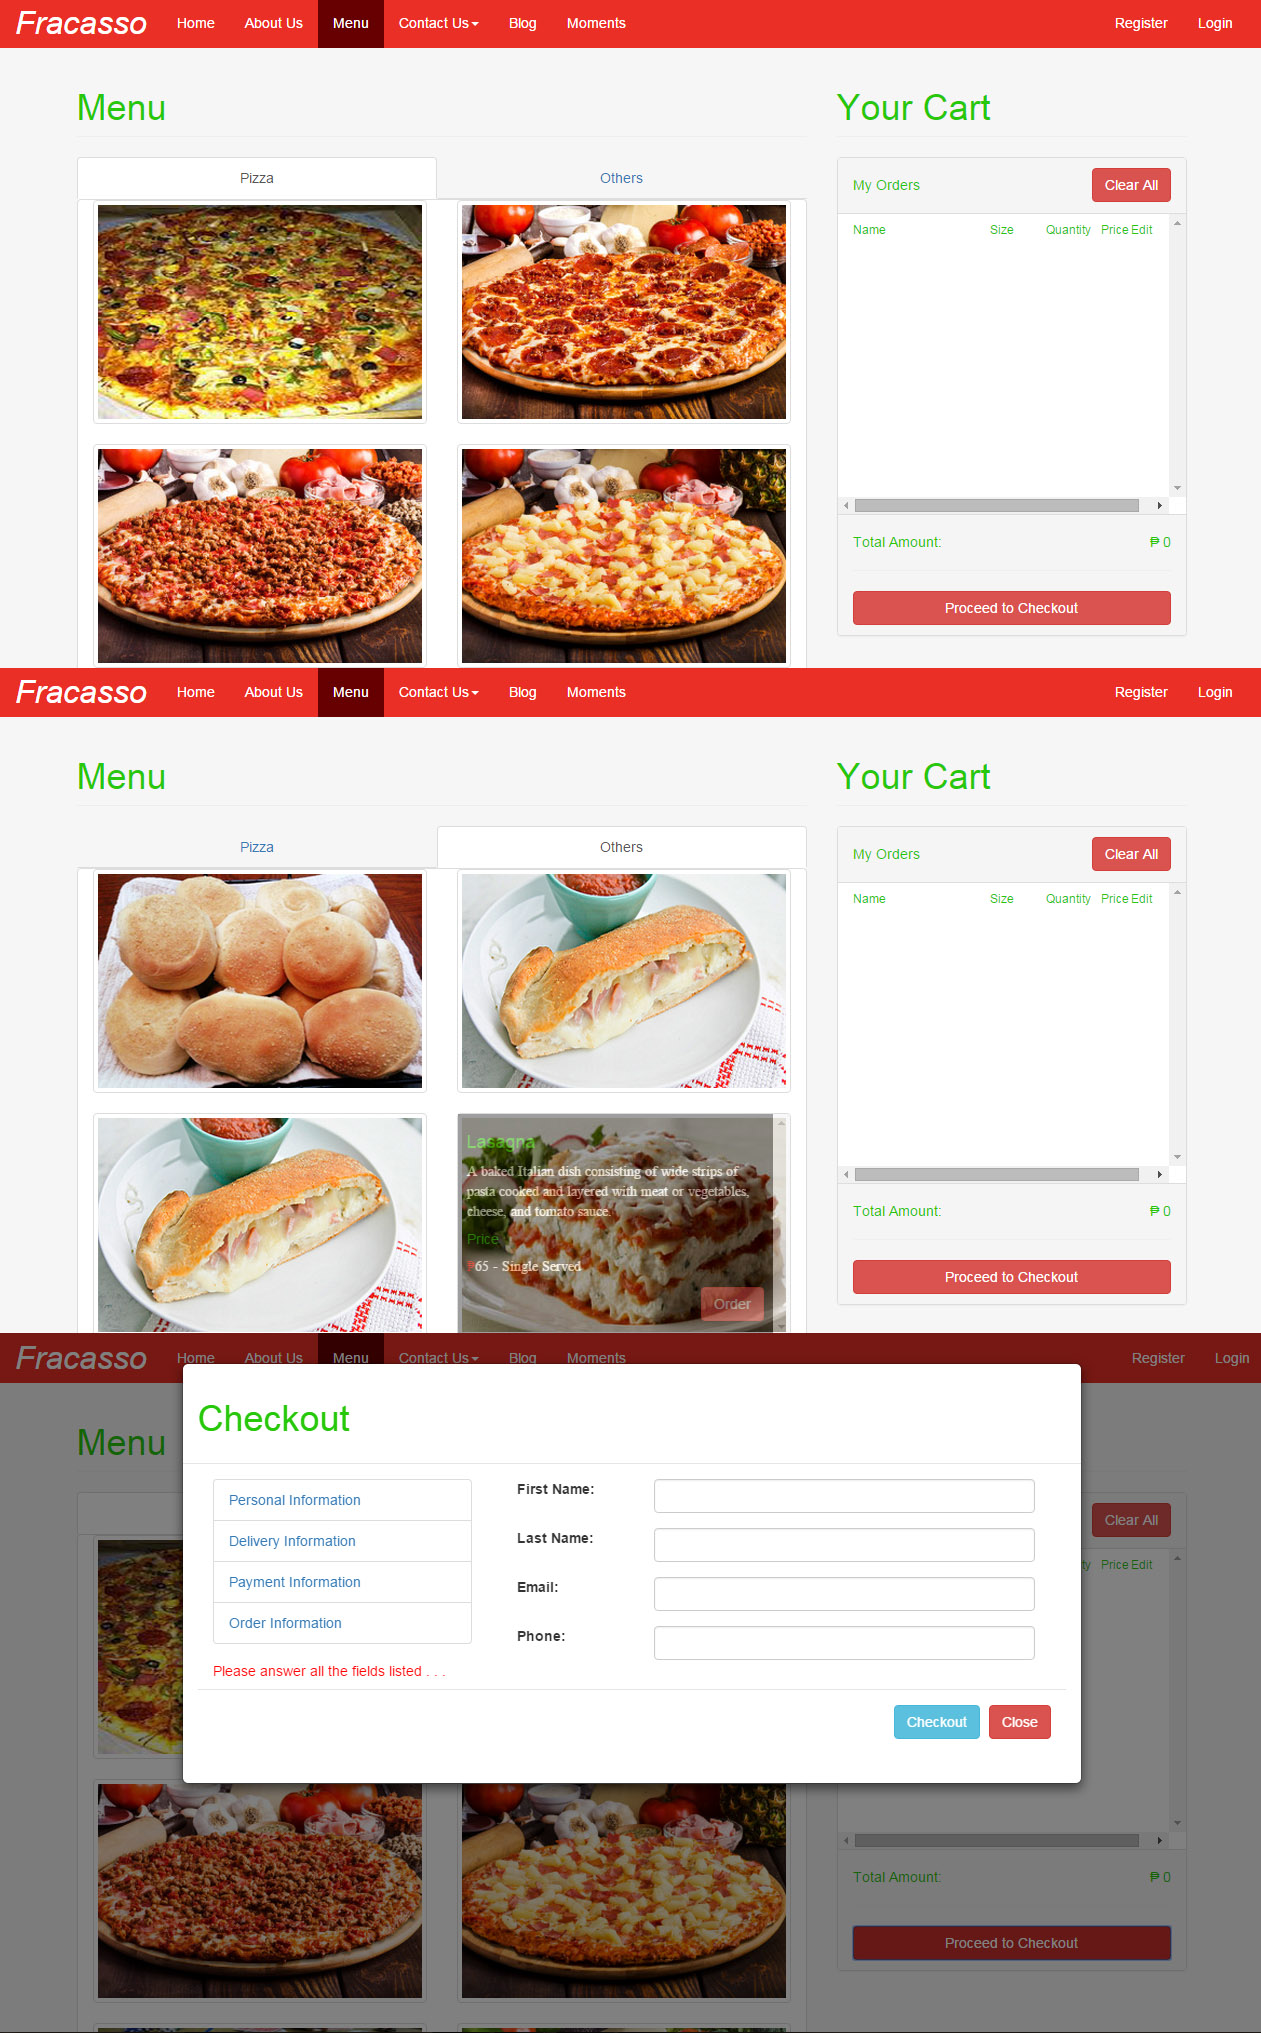 Fracasso Home About Us Menu Contact Us Blog Moments Register Login
Menu
Your Cart
Pizza Others
My Orders Clear All
Name Size Quantity Price Edit
Total Amount: ₱ 0
Proceed to Checkout
Fracasso Home About Us Menu Contact Us Blog Moments Register Login
Menu
Your Cart
Pizza Others
My Orders Clear All
Name Size Quantity Price Edit
Lasagna
A baked Italian dish consisting of wide strips of
pasta cooked and layered with meat or vegetables,
cheese, and tomato sauce.
Price
₱65 - Single Served
Order
Total Amount: ₱ 0
Proceed to Checkout
Fracasso Home About Us Menu Contact Us Blog Moments Register Login
Menu
Checkout
Personal Information
Delivery Information
Payment Information
Order Information
Please answer all the fields listed . . .
First Name:
Last Name:
Email:
Phone:
Checkout Close
Clear All
ty Price Edit
Total Amount: ₱ 0
Proceed to Checkout